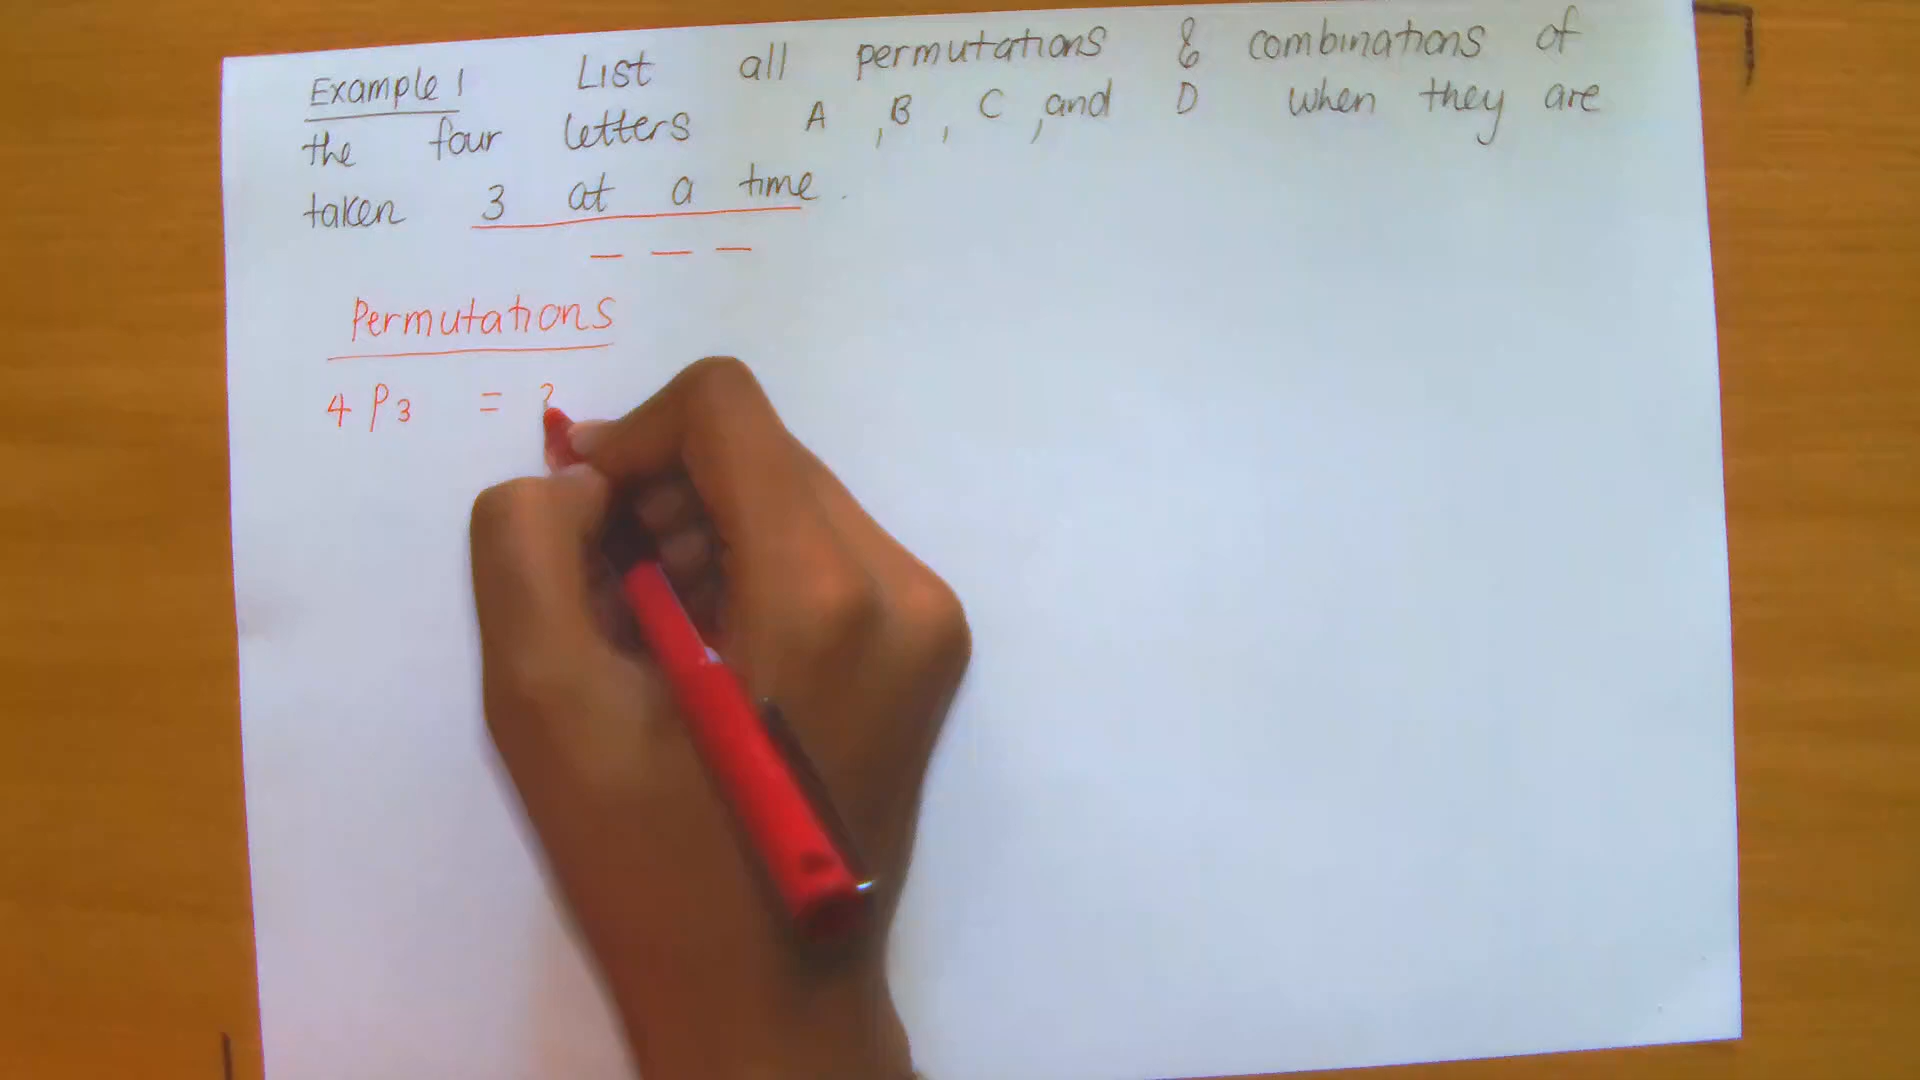 Example 1 List all permutations & combinations of
the four letters A, B, C, and D when they are
taken 3 at a time.
Permutations
4 P 3 =